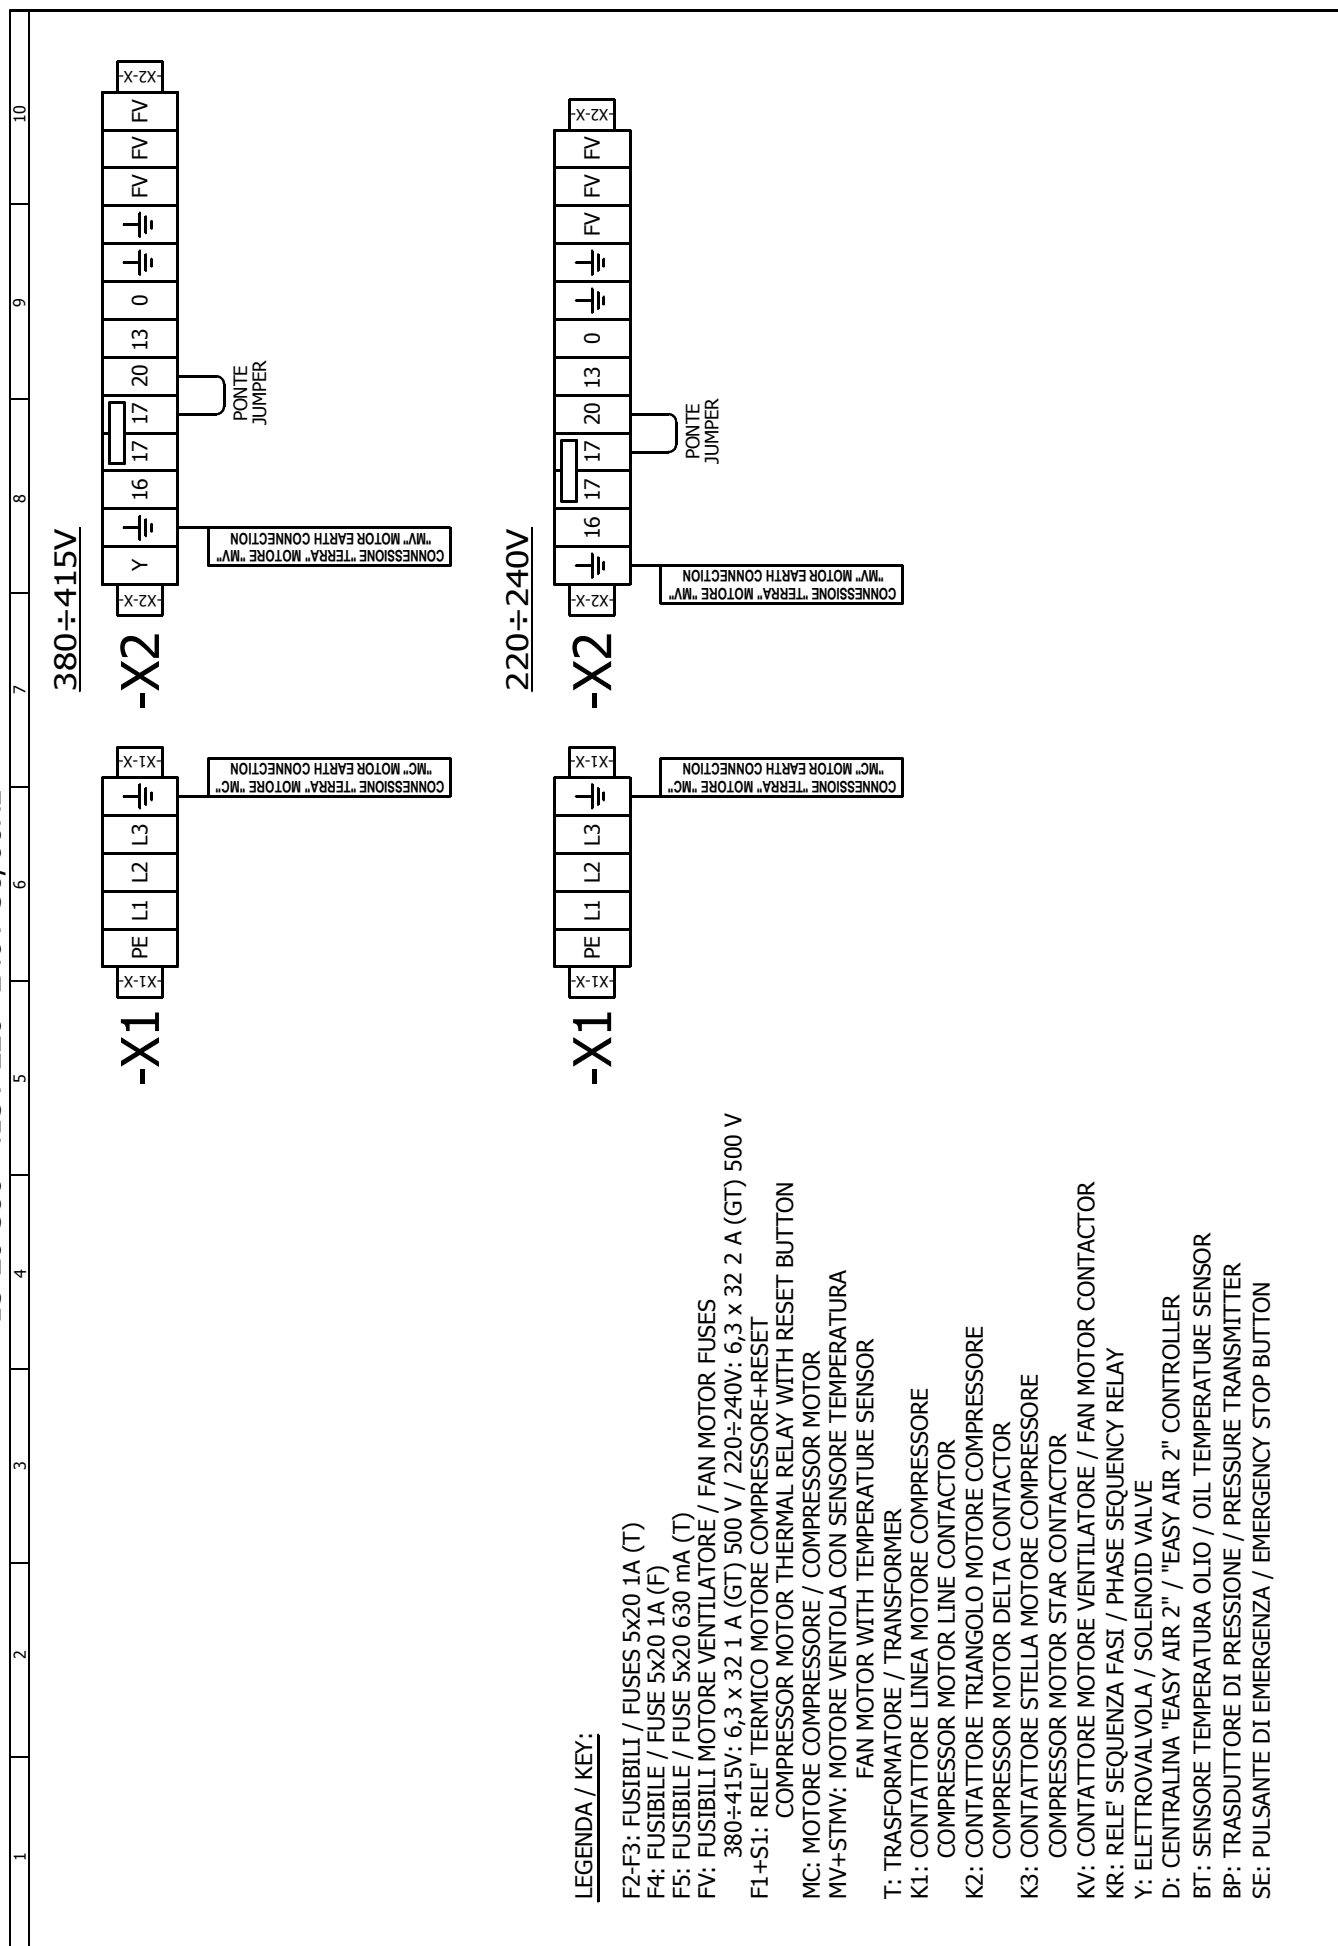 1 2 3 4 5 6 7 8 9 10
380÷415V
-X1 -X1-X- PE L1 L2 L3 -X1-X-
-X2 -X2-X- Y 16 17 17 20 13 0 FV FV FV -X2-X-
CONNESSIONE "TERRA" MOTORE "MC"
"MC" MOTOR EARTH CONNECTION
CONNESSIONE "TERRA" MOTORE "MV"
"MV" MOTOR EARTH CONNECTION
PONTE
JUMPER
220÷240V
-X1 -X1-X- PE L1 L2 L3 -X1-X-
-X2 -X2-X- 16 17 17 20 13 0 FV FV FV -X2-X-
CONNESSIONE "TERRA" MOTORE "MC"
"MC" MOTOR EARTH CONNECTION
CONNESSIONE "TERRA" MOTORE "MV"
"MV" MOTOR EARTH CONNECTION
PONTE
JUMPER
LEGENDA / KEY:
F2-F3: FUSIBILI / FUSES 5x20 1A (T)
F4: FUSIBILE / FUSE 5x20 1A (F)
F5: FUSIBILE / FUSE 5x20 630 mA (T)
FV: FUSIBILI MOTORE VENTILATORE / FAN MOTOR FUSES
380÷415V: 6,3 x 32 1 A (GT) 500 V / 220÷240V: 6,3 x 32 2 A (GT) 500 V
F1+S1: RELE' TERMICO MOTORE COMPRESSORE+RESET
COMPRESSOR MOTOR THERMAL RELAY WITH RESET BUTTON
MC: MOTORE COMPRESSORE / COMPRESSOR MOTOR
MV+STMV: MOTORE VENTOLA CON SENSORE TEMPERATURA
FAN MOTOR WITH TEMPERATURE SENSOR
T: TRASFORMATORE / TRANSFORMER
K1: CONTATTORE LINEA MOTORE COMPRESSORE
COMPRESSOR MOTOR LINE CONTACTOR
K2: CONTATTORE TRIANGOLO MOTORE COMPRESSORE
COMPRESSOR MOTOR DELTA CONTACTOR
K3: CONTATTORE STELLA MOTORE COMPRESSORE
COMPRESSOR MOTOR STAR CONTACTOR
KV: CONTATTORE MOTORE VENTILATORE / FAN MOTOR CONTACTOR
KR: RELE' SEQUENZA FASI / PHASE SEQUENCY RELAY
Y: ELETTROVALVOLA / SOLENOID VALVE
D: CENTRALINA "EASY AIR 2" / "EASY AIR 2" CONTROLLER
BT: SENSORE TEMPERATURA OLIO / OIL TEMPERATURE SENSOR
BP: TRASDUTTORE DI PRESSIONE / PRESSURE TRANSMITTER
SE: PULSANTE DI EMERGENZA / EMERGENCY STOP BUTTON